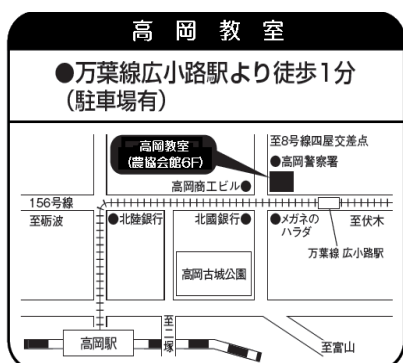 高岡教室
●万葉線広小路駅より徒歩1分
（駐車場有）
至8号線四屋交差点
高岡教室
（農協会館6F）
●高岡警察署
高岡商工ビル●
156号線
至砺波
●北陸銀行
北國銀行●
●メガネの
ハラダ
至伏木
万葉線 広小路駅
高岡古城公園
至二塚
高岡駅
至富山